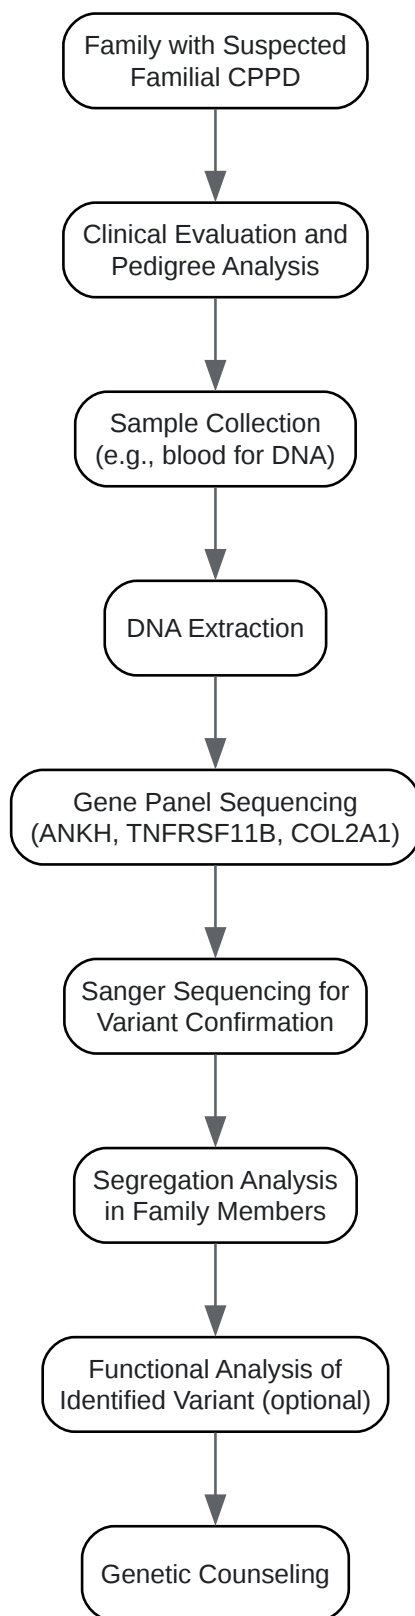 Family with Suspected
Familial CPPD
Clinical Evaluation and
Pedigree Analysis
Sample Collection
(e.g., blood for DNA)
DNA Extraction
Gene Panel Sequencing
(ANKH, TNFRSF11B, COL2A1)
Sanger Sequencing for
Variant Confirmation
Segregation Analysis
in Family Members
Functional Analysis of
Identified Variant (optional)
Genetic Counseling